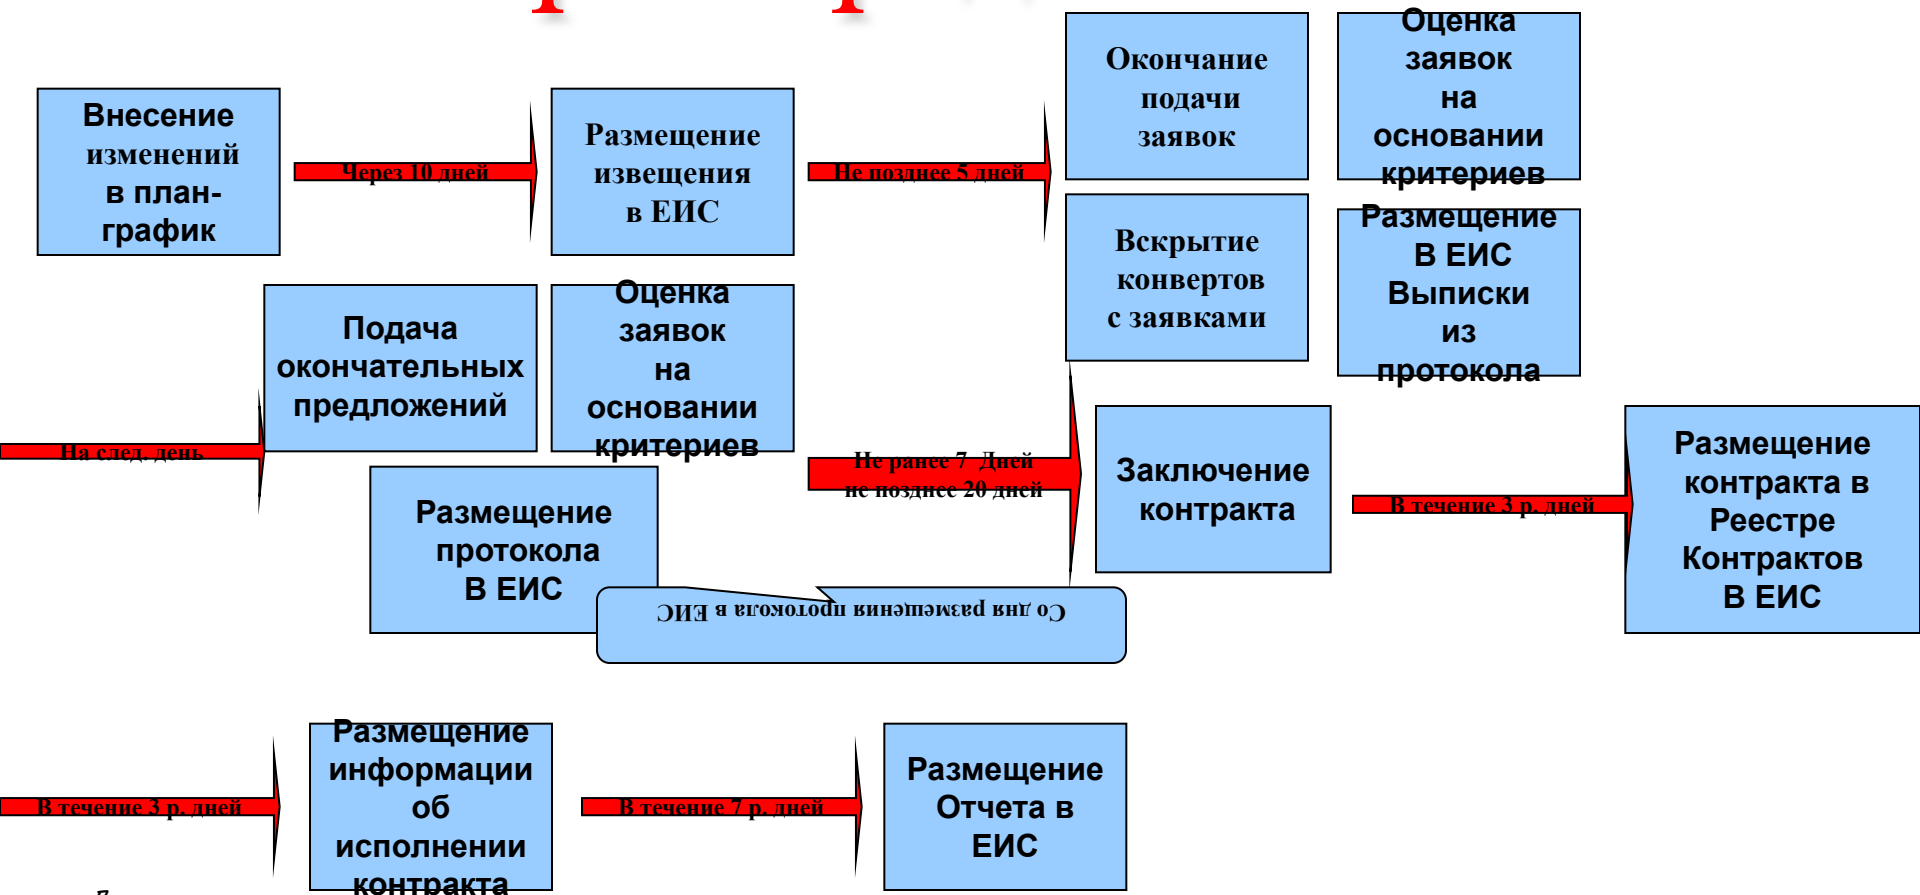 Внесение
изменений
в план-
график
Через 10 дней
Размещение
извещения
в ЕИС
Не позднее 5 дней
Окончание
подачи
заявок
Оценка
заявок
на
основании
критериев
Вскрытие
конвертов
с заявками
Размещение
В ЕИС
Выписки
из
протокола
На след. день
Подача
окончательных
предложений
Оценка
заявок
на
основании
критериев
Размещение
протокола
В ЕИС
Не ранее 7 Дней
не позднее 20 дней
Со дня размещения протокола в ЕИС
Заключение
контракта
В течение 3 р. дней
Размещение
контракта в
Реестре
Контрактов
В ЕИС
В течение 3 р. дней
Размещение
информации
об
исполнении
контракта
В течение 7 р. дней
Размещение
Отчета в
ЕИС